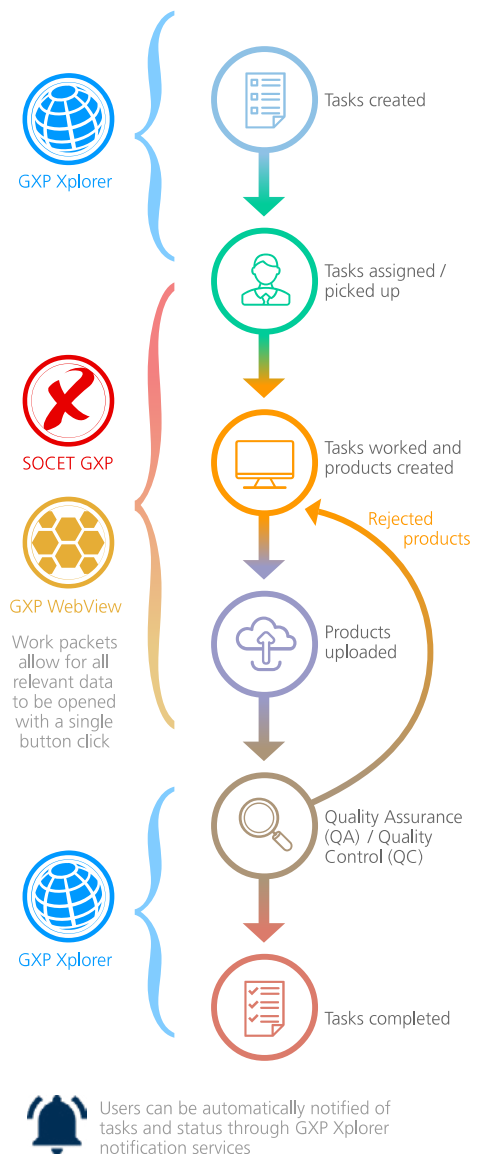 Tasks created
GXP Xplorer
Tasks assigned /
picked up
SOCET GXP
Tasks worked and
products created
Rejected
products
GXP WebView
Work packets
allow for all
relevant data
to be opened
with a single
button click
Products
uploaded
Quality Assurance
(QA) / Quality
Control (QC)
GXP Xplorer
Tasks completed
Users can be automatically notified of
tasks and status through GXP Xplorer
notification services